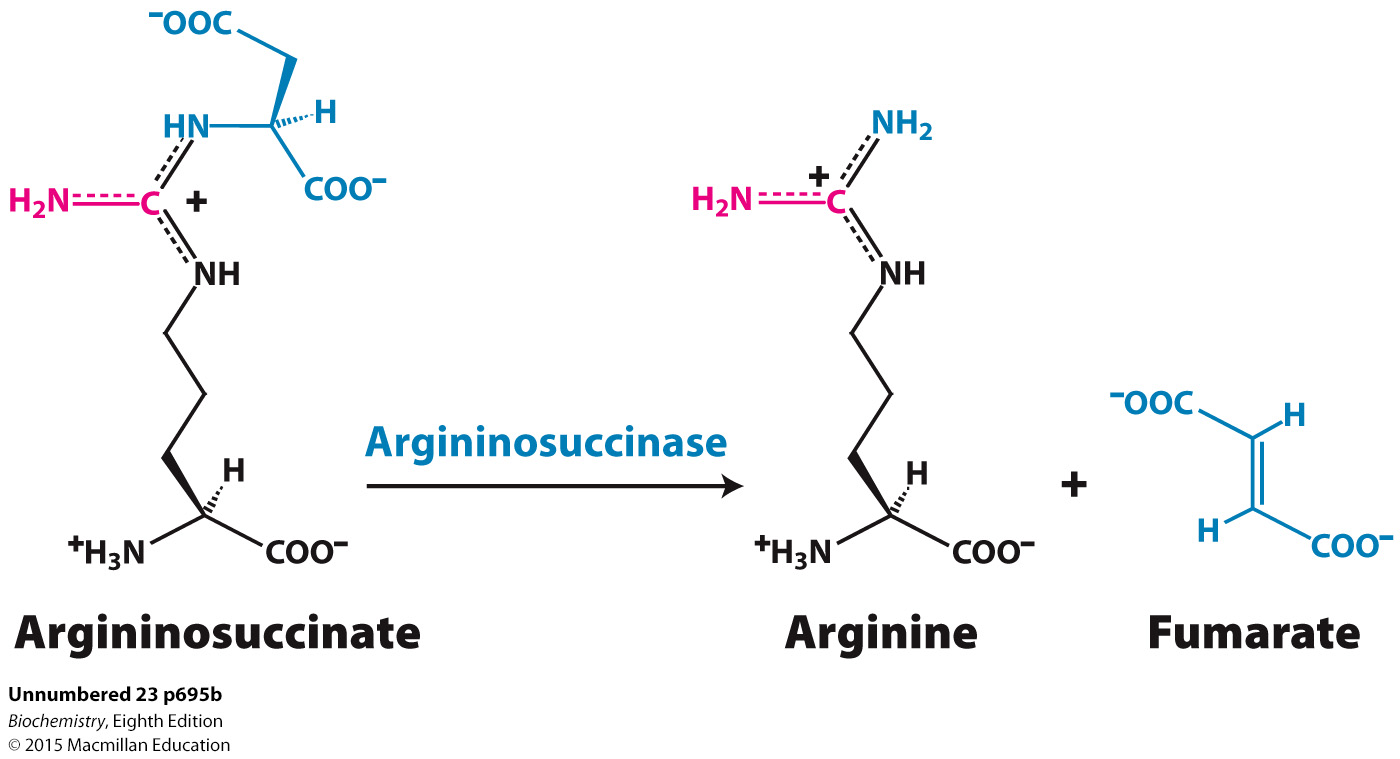 ⁻OOC
HN
H
COO⁻
H₂N
C
+
NH
H
⁺H₃N
COO⁻
Argininosuccinate
Argininosuccinase
NH₂
+
H₂N
C
NH
H
⁺H₃N
COO⁻
Arginine
+
⁻OOC
H
H
COO⁻
Fumarate
Unnumbered 23 p695b
Biochemistry, Eighth Edition
© 2015 Macmillan Education